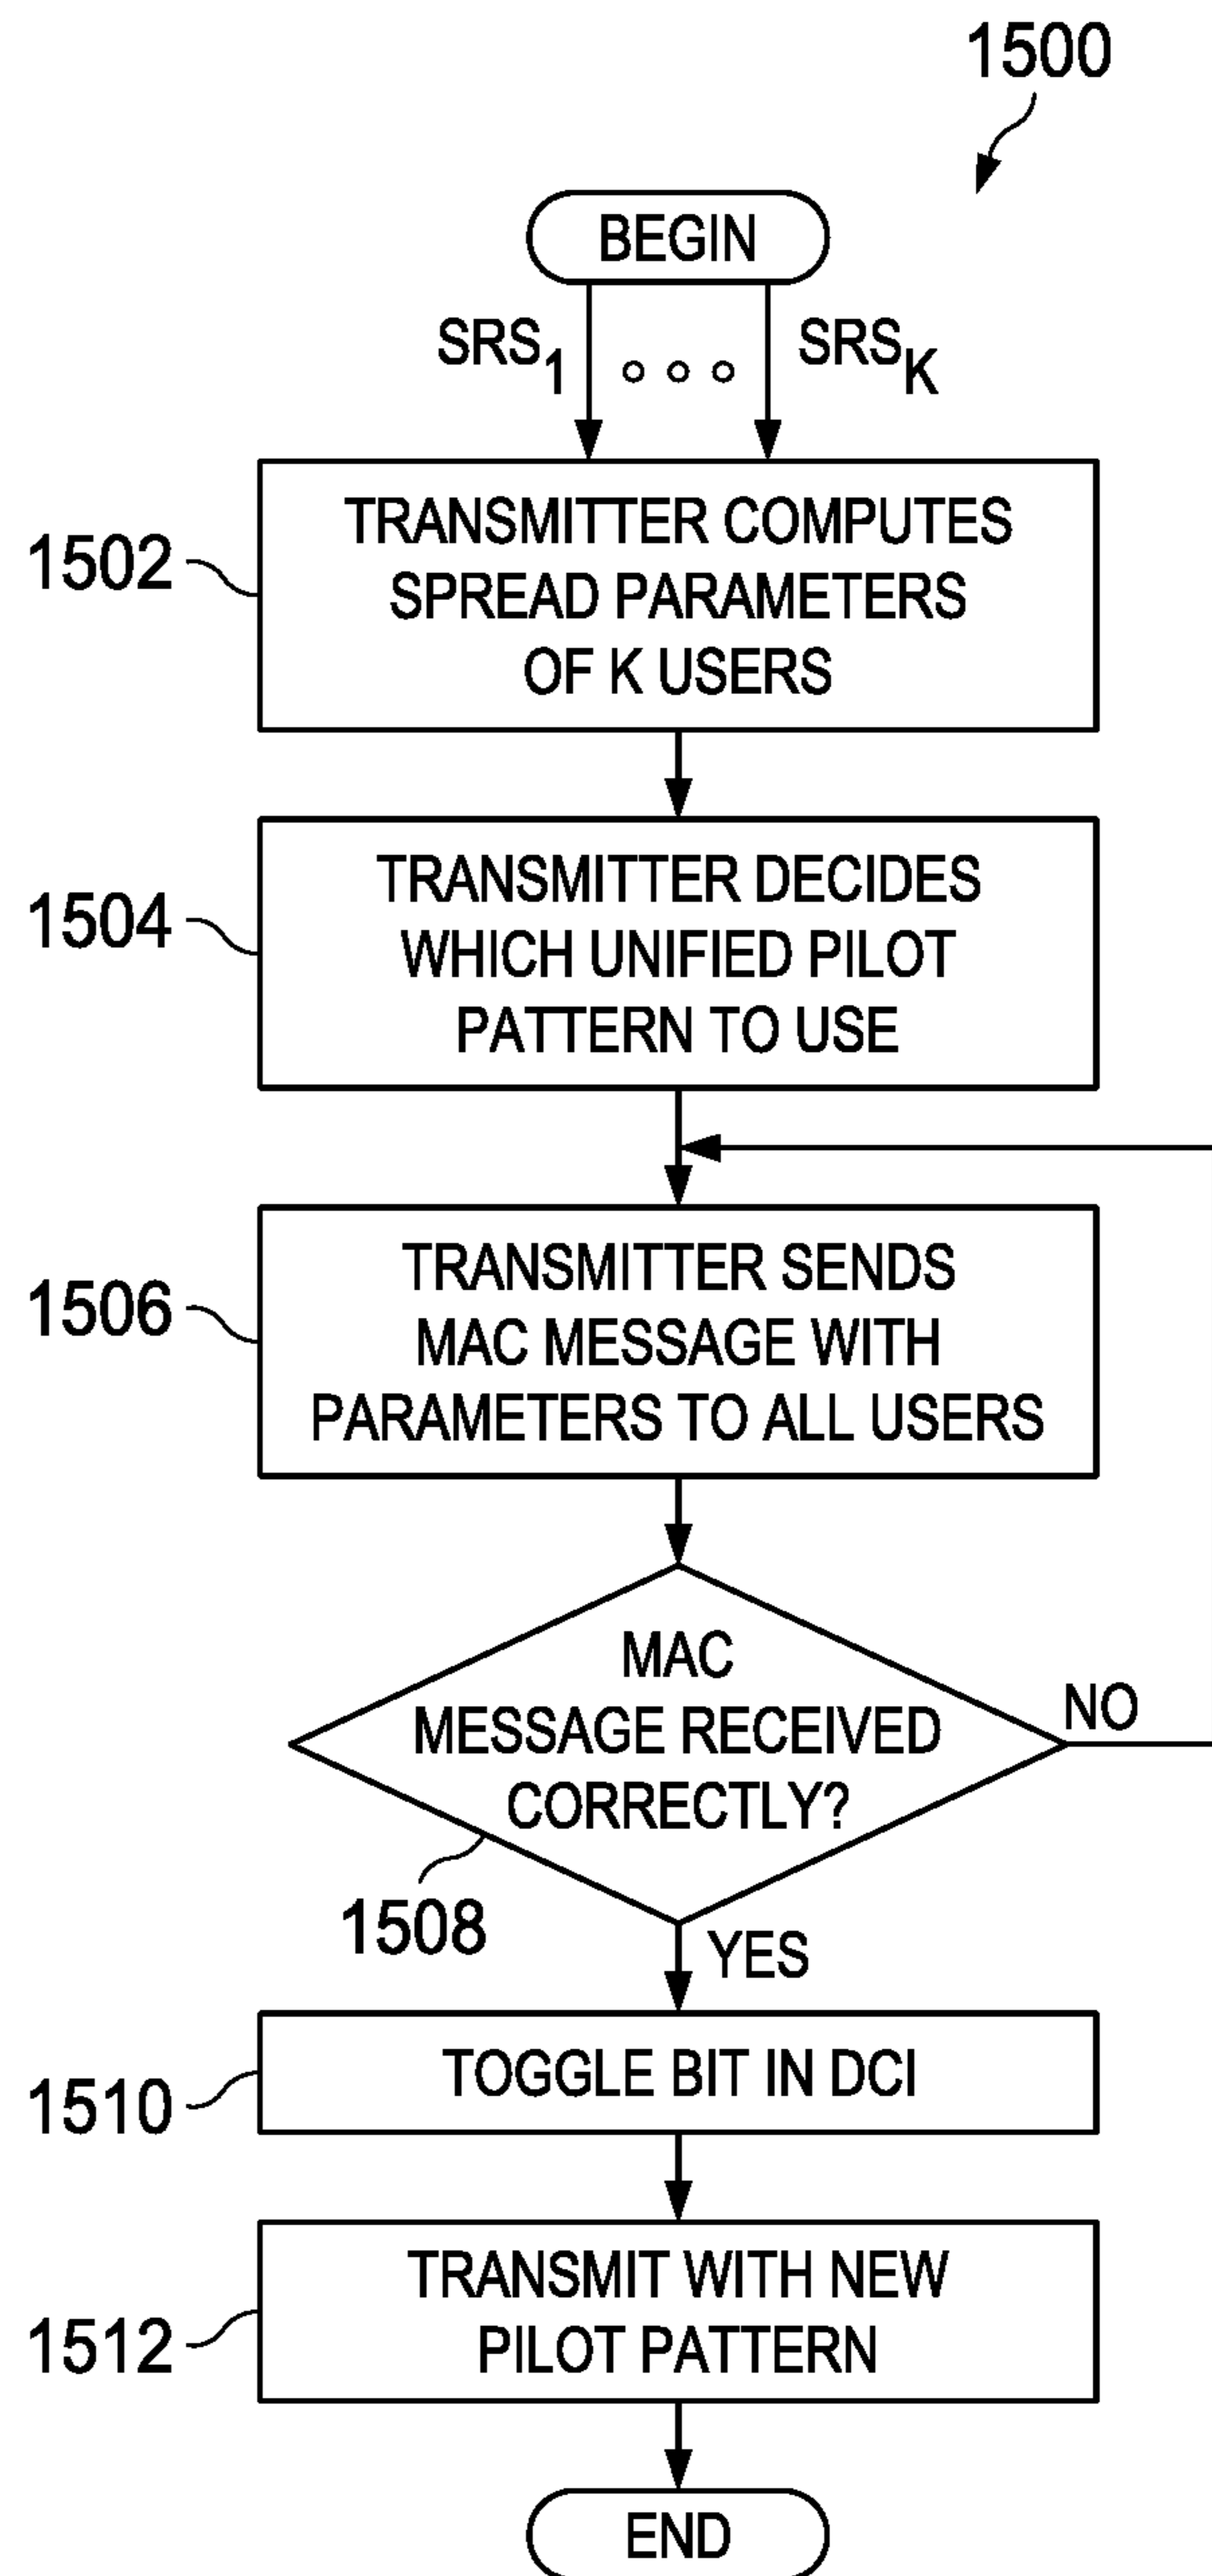 1500
BEGIN
SRS1
SRSK
1502
TRANSMITTER COMPUTES
SPREAD PARAMETERS
OF K USERS
1504
TRANSMITTER DECIDES
WHICH UNIFIED PILOT
PATTERN TO USE
1506
TRANSMITTER SENDS
MAC MESSAGE WITH
PARAMETERS TO ALL USERS
MAC
MESSAGE RECEIVED
CORRECTLY?
NO
1508
YES
1510
TOGGLE BIT IN DCI
1512
TRANSMIT WITH NEW
PILOT PATTERN
END